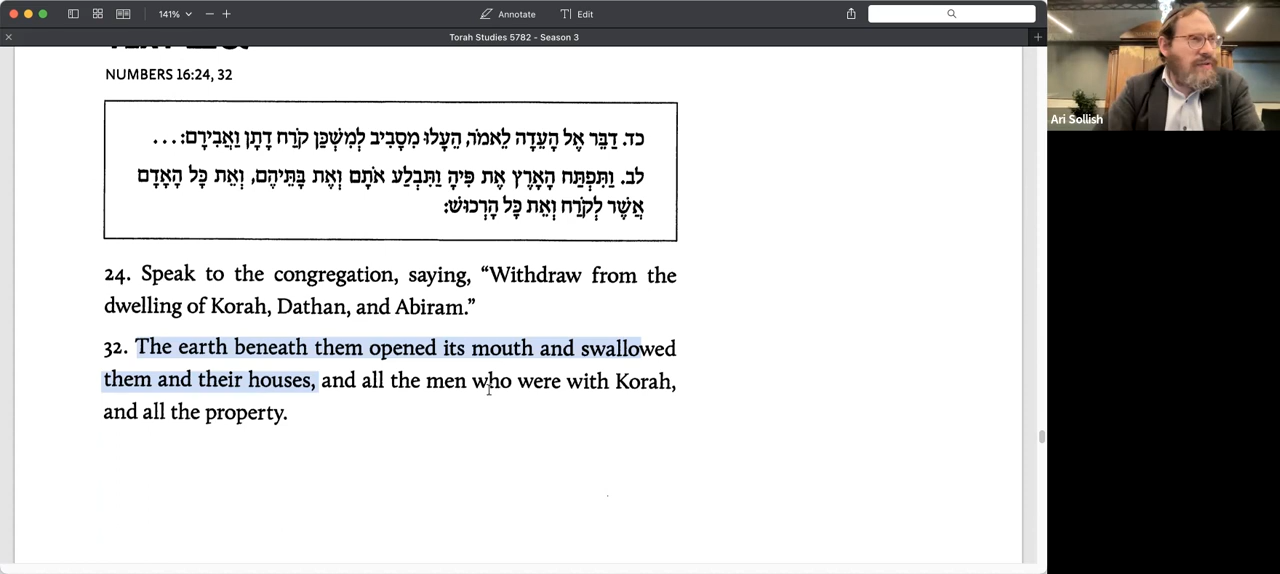 141%
Annotate
Edit
Torah Studies 5782 - Season 3
NUMBERS 16:24, 32
כד. דַבֵּר אֶל הָעֵדָה לֵאמֹר, הֵעָלוּ מִסָבִיב לְמִשְׁכַּן קֹרַח דָתָן וַאֲבִירָם: ...
לב. וַתִּפְתַּח הָאָרֶץ אֶת פִּיהָ וַתִּבְלַע אֹתָם וְאֶת בָּתֵּיהֶם, וְאֵת כָּל הָאָדָם
אֲשֶׁר לְקֹרַח וְאֵת כָּל הָרְכוּשׁ:
24. Speak to the congregation, saying, “Withdraw from the
dwelling of Korah, Dathan, and Abiram.”
32. The earth beneath them opened its mouth and swallowed
them and their houses, and all the men who were with Korah,
and all the property.
Ari Sollish